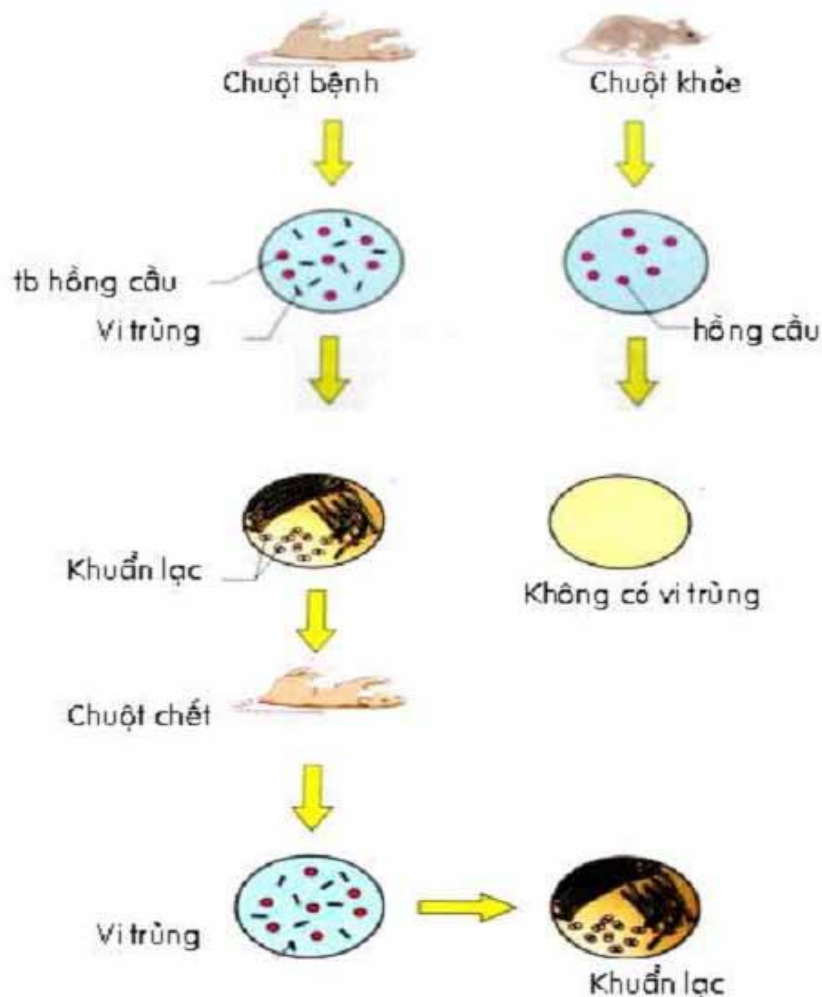 Chuột bệnh
Chuột khỏe
tb hồng cầu
Vi trùng
hồng cầu
Khuẩn lạc
Không có vi trùng
Chuột chết
Vi trùng
Khuẩn lạc